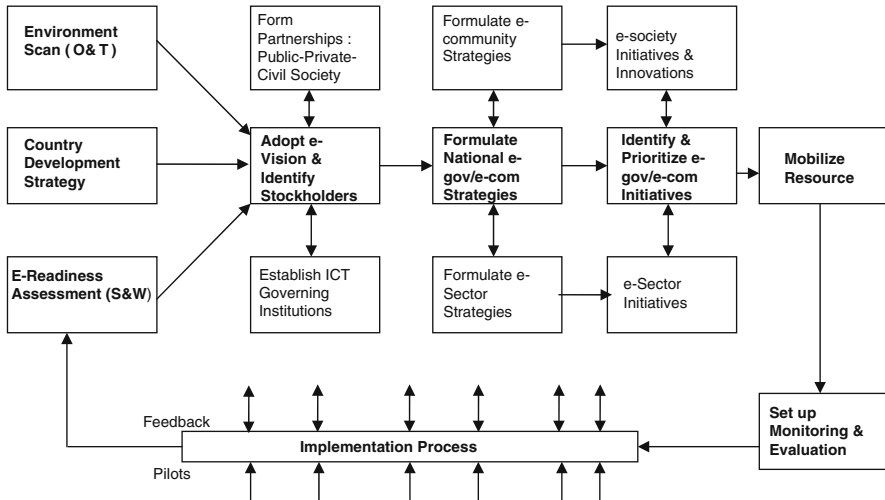 Environment
Scan ( O& T )
Form
Partnerships :
Public-Private-
Civil Society
Formulate e-
community
Strategies
e-society
Initiatives &
Innovations
Country
Development
Strategy
Adopt e-
Vision &
Identify
Stockholders
Formulate
National e-
gov/e-com
Strategies
Identify &
Prioritize e-
gov/e-com
Initiatives
Mobilize
Resource
E-Readiness
Assessment (S&W)
Establish ICT
Governing
Institutions
Formulate e-
Sector
Strategies
e-Sector
Initiatives
Feedback
Implementation Process
Pilots
Set up
Monitoring &
Evaluation